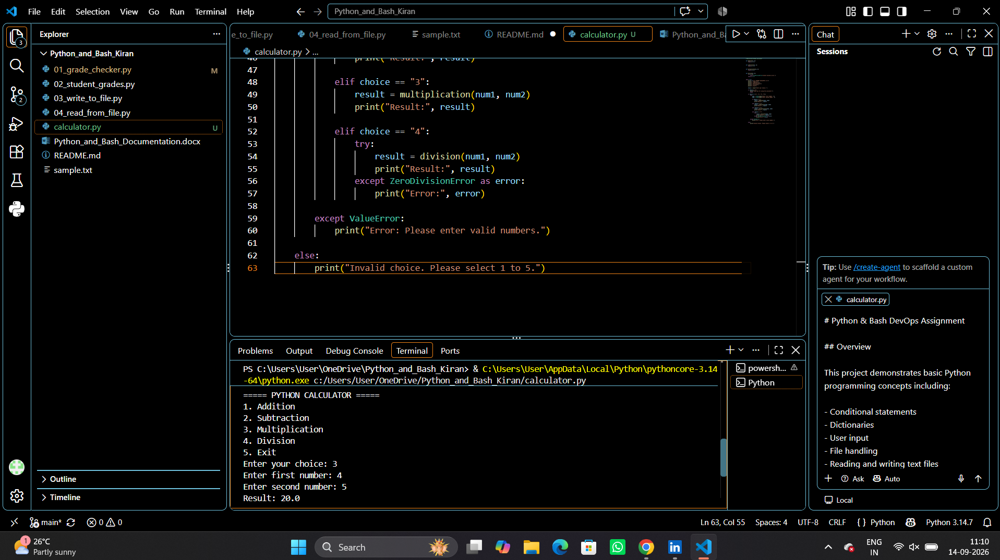 File Edit Selection View Go Run Terminal Help
Python_and_Bash_Kiran
Explorer
3
Python_and_Bash_Kiran
01_grade_checker.py M
02_student_grades.py
03_write_to_file.py
04_read_from_file.py
calculator.py U
Python_and_Bash_Documentation.docx
README.md
sample.txt
2
Outline
Timeline
e_to_file.py 04_read_from_file.py sample.txt README.md calculator.py U Python_and_Ba
calculator.py > ...
46 print("Result:", result)
47
48 elif choice == "3":
49 result = multiplication(num1, num2)
50 print("Result:", result)
51
52 elif choice == "4":
53 try:
54 result = division(num1, num2)
55 print("Result:", result)
56 except ZeroDivisionError as error:
57 print("Error:", error)
58
59 except ValueError:
60 print("Error: Please enter valid numbers.")
61
62 else:
63 print("Invalid choice. Please select 1 to 5.")
Problems Output Debug Console Terminal Ports
PS C:\Users\User\OneDrive\Python_and_Bash_Kiran> & C:\Users\User\AppData\Local\Python\pythoncore-3.14
-64\python.exe c:/Users/User/OneDrive/Python_and_Bash_Kiran/calculator.py
===== PYTHON CALCULATOR =====
1. Addition
2. Subtraction
3. Multiplication
4. Division
5. Exit
Enter your choice: 3
Enter first number: 4
Enter second number: 5
Result: 20.0
powersh...
Python
Chat
Sessions
Tip: Use /create-agent to scaffold a custom
agent for your workflow.
calculator.py
# Python & Bash DevOps Assignment
## Overview
This project demonstrates basic Python
programming concepts including:
- Conditional statements
- Dictionaries
- User input
- File handling
- Reading and writing text files
Ask Auto
Local
main* 0 0
Ln 63, Col 55 Spaces: 4 UTF-8 CRLF { } Python Python 3.14.7
1
26°C
Partly sunny
Search
ENG
IN
11:10
14-09-2026